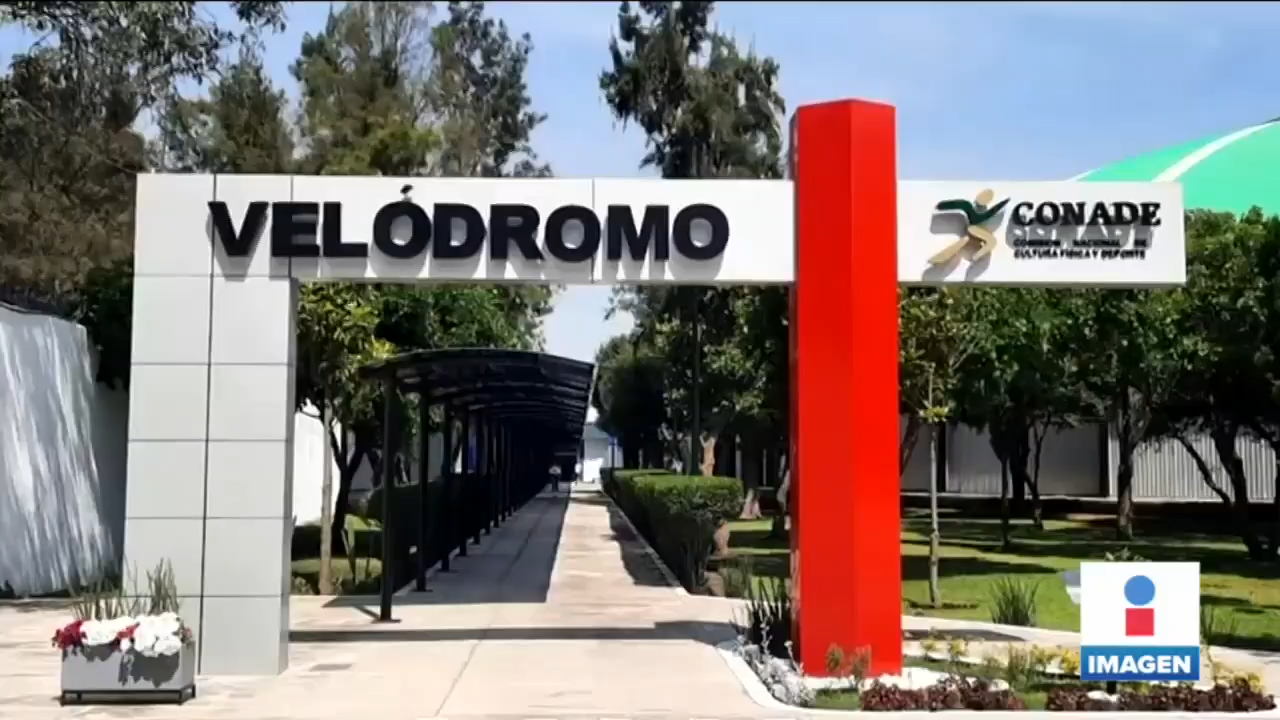 VELÓDROMO
CONADE
COMISIÓN NACIONAL DE
CULTURA FÍSICA Y DEPORTE
IMAGEN